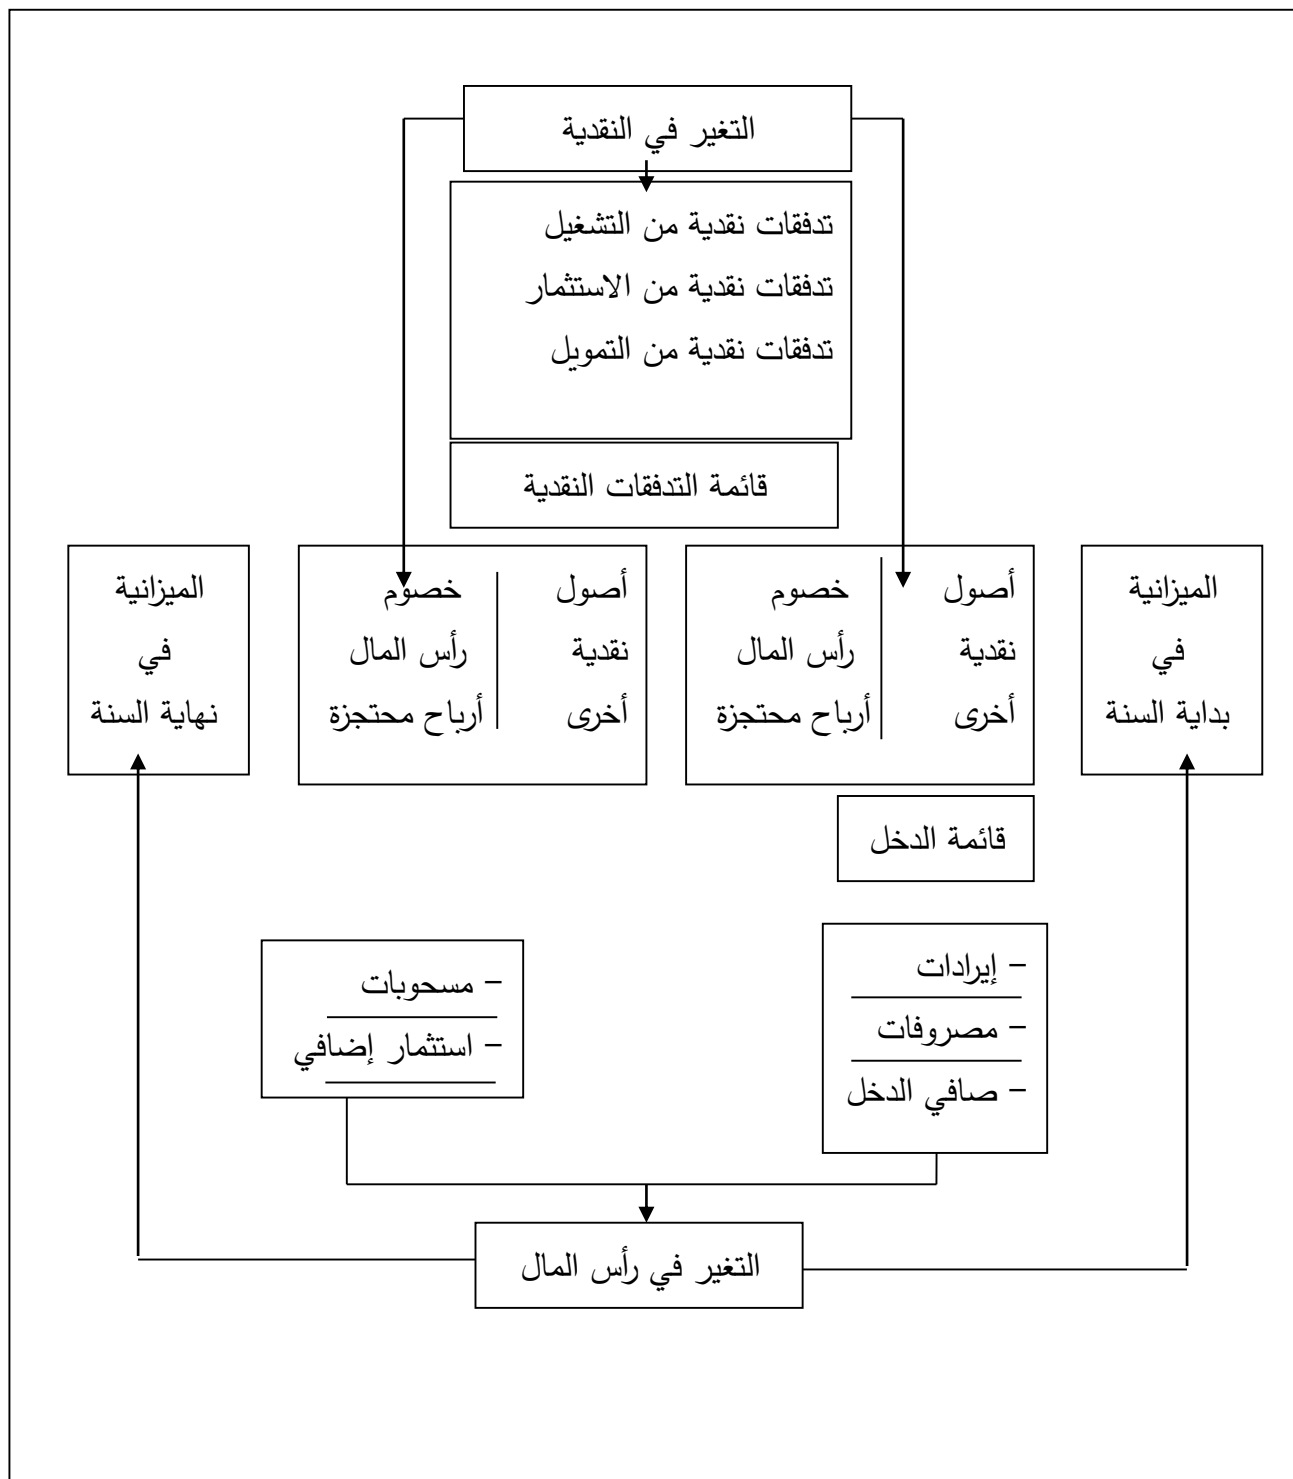 التغير في النقدية
تدفقات نقدية من التشغيل
تدفقات نقدية من الاستثمار
تدفقات نقدية من التمويل
قائمة التدفقات النقدية
الميزانية
في
بداية السنة
أصول
نقدية
أخرى
خصوم
رأس المال
أرباح محتجزة
أصول
نقدية
أخرى
خصوم
رأس المال
أرباح محتجزة
الميزانية
في
نهاية السنة
قائمة الدخل
– إيرادات
– مصروفات
– صافي الدخل
– مسحوبات
– استثمار إضافي
التغير في رأس المال